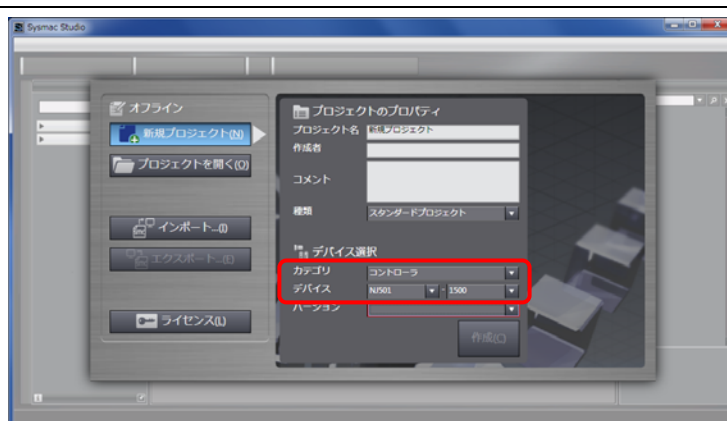 Sysmac Studio
オフライン
新規プロジェクト(N)
プロジェクトを開く(O)
インポート...(I)
エクスポート...(E)
ライセンス(L)
プロジェクトのプロパティ
プロジェクト名 新規プロジェクト
作成者
コメント
種類 スタンダードプロジェクト
デバイス選択
カテゴリ コントローラ
デバイス NJ501 - 1500
バージョン
作成(C)